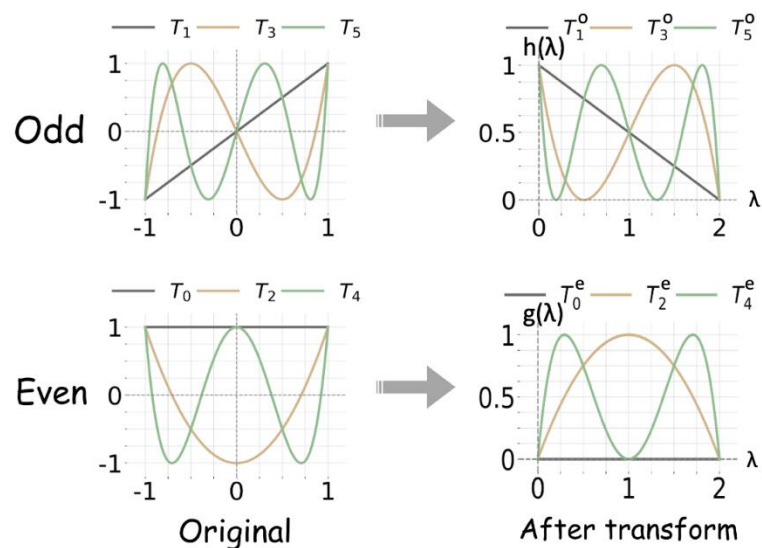 T₁ T₃ T₅
1
0
-1
-1 0 1
Odd
h(λ) T₁ᵒ T₃ᵒ T₅ᵒ
1
0.5
0
0 1 2
λ
T₀ T₂ T₄
1
0
-1
-1 0 1
Even
Original
g(λ) T₀ᵉ T₂ᵉ T₄ᵉ
1
0.5
0
0 1 2
λ
After transform